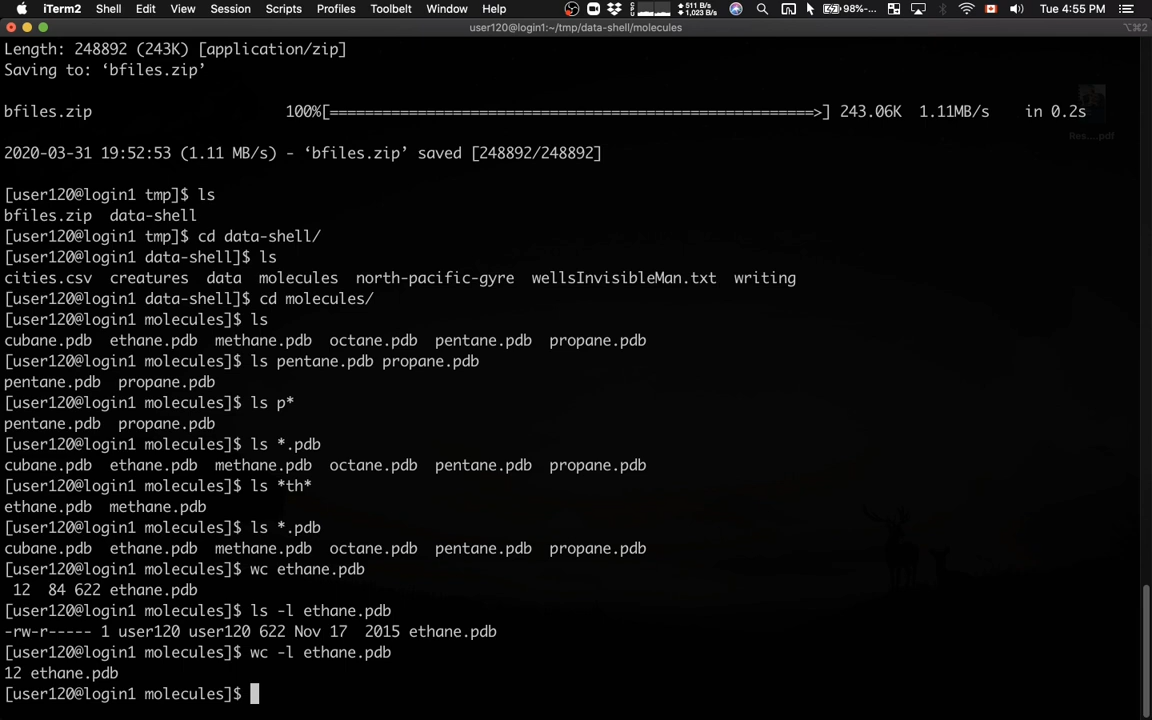 iTerm2 Shell Edit View Session Scripts Profiles Toolbelt Window Help 511 B/s 1,023 B/s 98%-... Tue 4:55 PM
user120@login1:~/tmp/data-shell/molecules ⌥⌘2
Length: 248892 (243K) [application/zip]
Saving to: ‘bfiles.zip’
bfiles.zip 100%[======================================================>] 243.06K 1.11MB/s in 0.2s
Res....pdf
2020-03-31 19:52:53 (1.11 MB/s) - ‘bfiles.zip’ saved [248892/248892]
[user120@login1 tmp]$ ls
bfiles.zip data-shell
[user120@login1 tmp]$ cd data-shell/
[user120@login1 data-shell]$ ls
cities.csv creatures data molecules north-pacific-gyre wellsInvisibleMan.txt writing
[user120@login1 data-shell]$ cd molecules/
[user120@login1 molecules]$ ls
cubane.pdb ethane.pdb methane.pdb octane.pdb pentane.pdb propane.pdb
[user120@login1 molecules]$ ls pentane.pdb propane.pdb
pentane.pdb propane.pdb
[user120@login1 molecules]$ ls p*
pentane.pdb propane.pdb
[user120@login1 molecules]$ ls *.pdb
cubane.pdb ethane.pdb methane.pdb octane.pdb pentane.pdb propane.pdb
[user120@login1 molecules]$ ls *th*
ethane.pdb methane.pdb
[user120@login1 molecules]$ ls *.pdb
cubane.pdb ethane.pdb methane.pdb octane.pdb pentane.pdb propane.pdb
[user120@login1 molecules]$ wc ethane.pdb
12 84 622 ethane.pdb
[user120@login1 molecules]$ ls -l ethane.pdb
-rw-r----- 1 user120 user120 622 Nov 17 2015 ethane.pdb
[user120@login1 molecules]$ wc -l ethane.pdb
12 ethane.pdb
[user120@login1 molecules]$